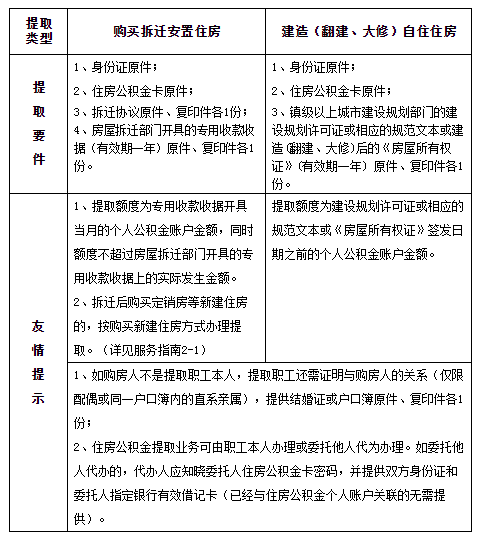 提取
类型
购买拆迁安置住房
建造（翻建、大修）自住住房
提
取
要
件
1、身份证原件；
2、住房公积金卡原件；
3、拆迁协议原件、复印件各1份；
4、房屋拆迁部门开具的专用收款收
据（有效期一年）原件、复印件各1
份。
1、身份证原件；
2、住房公积金卡原件；
3、镇级以上城市建设规划部门的建
设规划许可证或相应的规范文本或建
造(翻建、大修)后的《房屋所有权
证》(有效期一年）原件、复印件各1
份。
友
情
提
示
1、提取额度为专用收款收据开具
当月的个人公积金账户金额，同时
额度不超过房屋拆迁部门开具的专
用收款收据上的实际发生金额。
2、拆迁后购买定销房等新建住房
的，按购买新建住房方式办理提
取。（详见服务指南2-1）
提取额度为建设规划许可证或相应的
规范文本或《房屋所有权证》签发日
期之前的个人公积金账户金额。
1、如购房人不是提取职工本人，提取职工还需证明与购房人的关系（仅限
配偶或同一户口簿内的直系亲属），提供结婚证或户口簿原件、复印件各1
份；
2、住房公积金提取业务可由职工本人办理或委托他人代为办理。如委托他
人代办的，代办人应知晓委托人住房公积金卡密码，并提供双方身份证和
委托人指定银行有效借记卡（已经与住房公积金个人账户关联的无需提
供）。